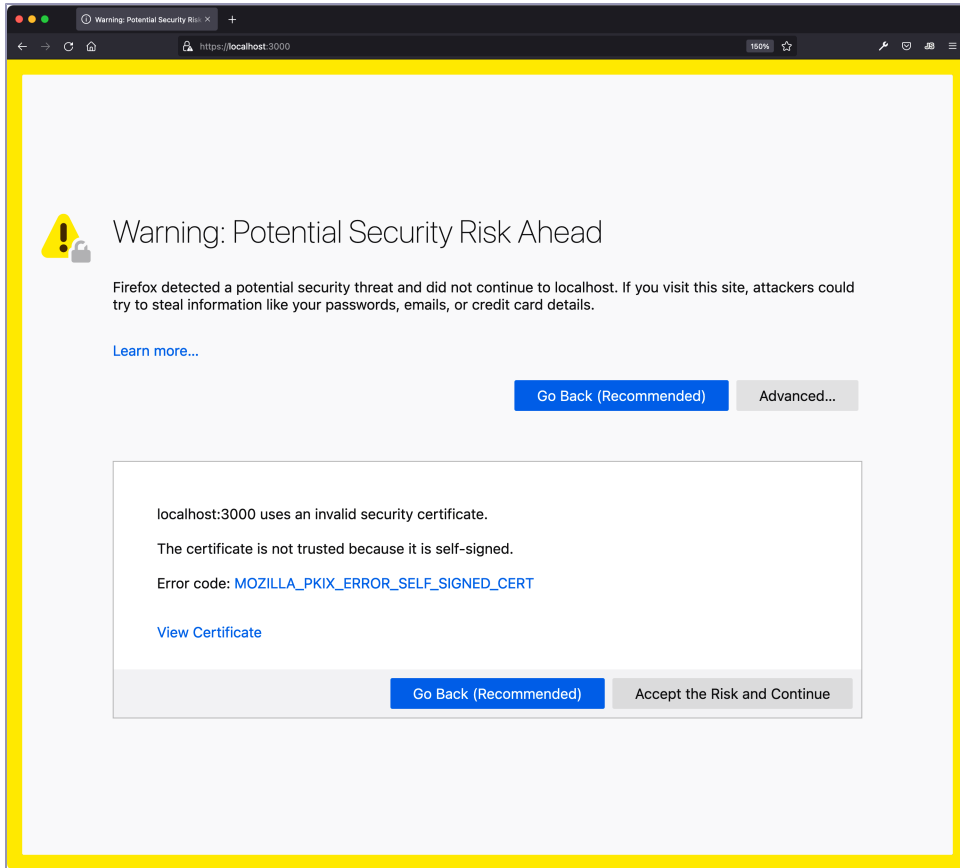 Warning: Potential Security Risk
https://localhost:3000
150%
JB
Warning: Potential Security Risk Ahead
Firefox detected a potential security threat and did not continue to localhost. If you visit this site, attackers could
try to steal information like your passwords, emails, or credit card details.
Learn more...
Go Back (Recommended)
Advanced...
localhost:3000 uses an invalid security certificate.
The certificate is not trusted because it is self-signed.
Error code: MOZILLA_PKIX_ERROR_SELF_SIGNED_CERT
View Certificate
Go Back (Recommended)
Accept the Risk and Continue